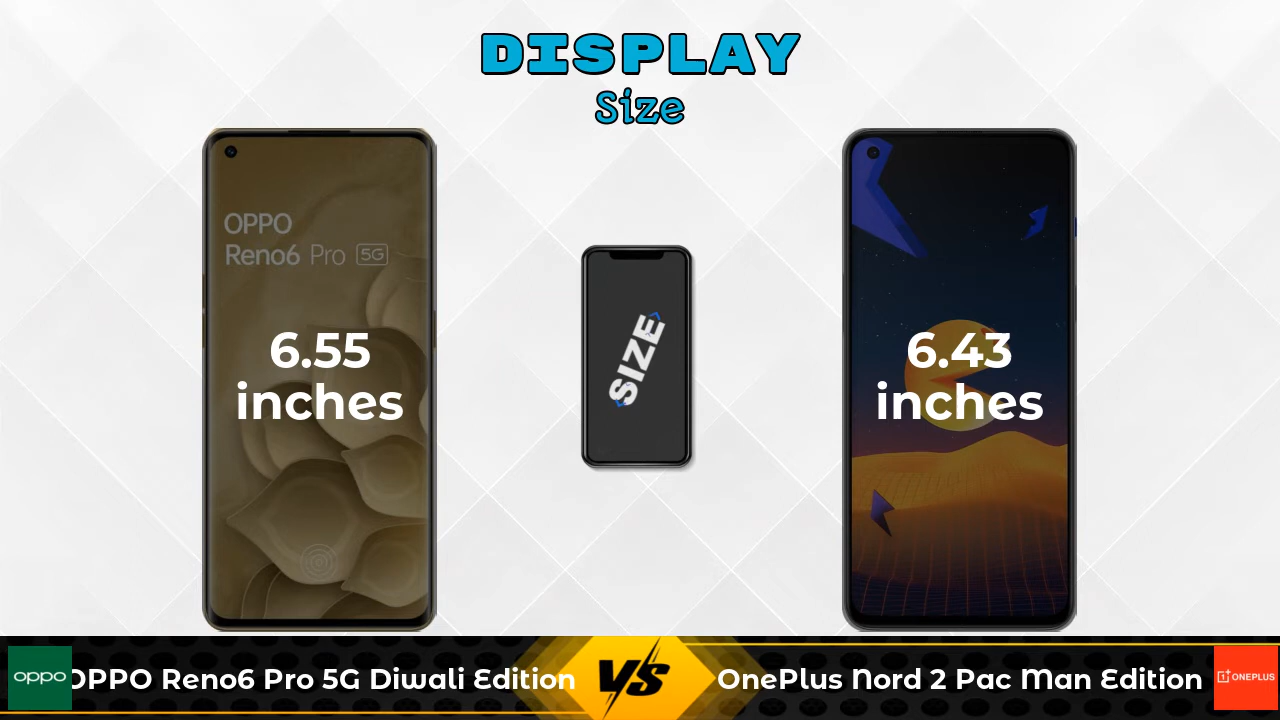 DISPLAY
Size
OPPO
Reno6 Pro 5G
6.55
inches
SIZE
6.43
inches
oppo
OPPO Reno6 Pro 5G Diwali Edition
VS
OnePlus Nord 2 Pac Man Edition
1+ ONEPLUS